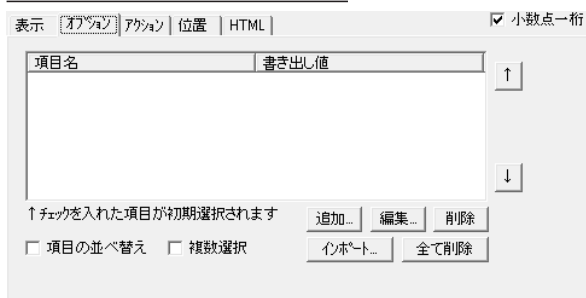 表示 オプション アクション 位置 HTML 小数点一桁
項目名 書き出し値
↑
↓
↑チェックを入れた項目が初期選択されます 追加... 編集... 削除
項目の並べ替え 複数選択 インポート... 全て削除